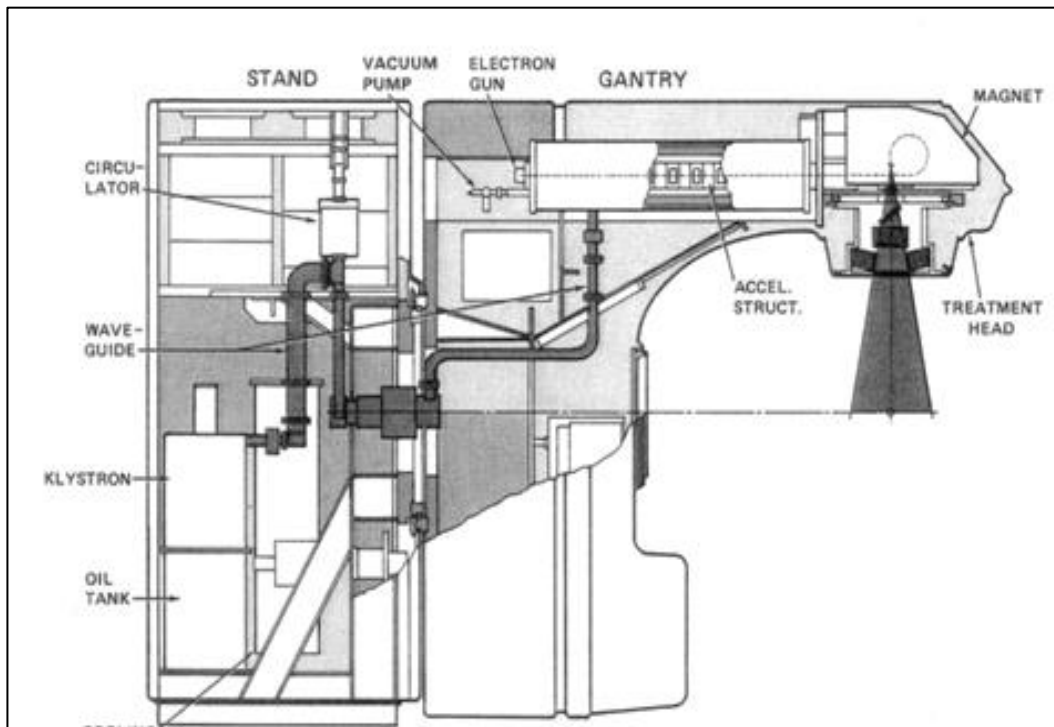 STAND
VACUUM
PUMP
ELECTRON
GUN
GANTRY
MAGNET
CIRCU-
LATOR
ACCEL.
STRUCT.
TREATMENT
HEAD
WAVE-
GUIDE
KLYSTRON
OIL
TANK